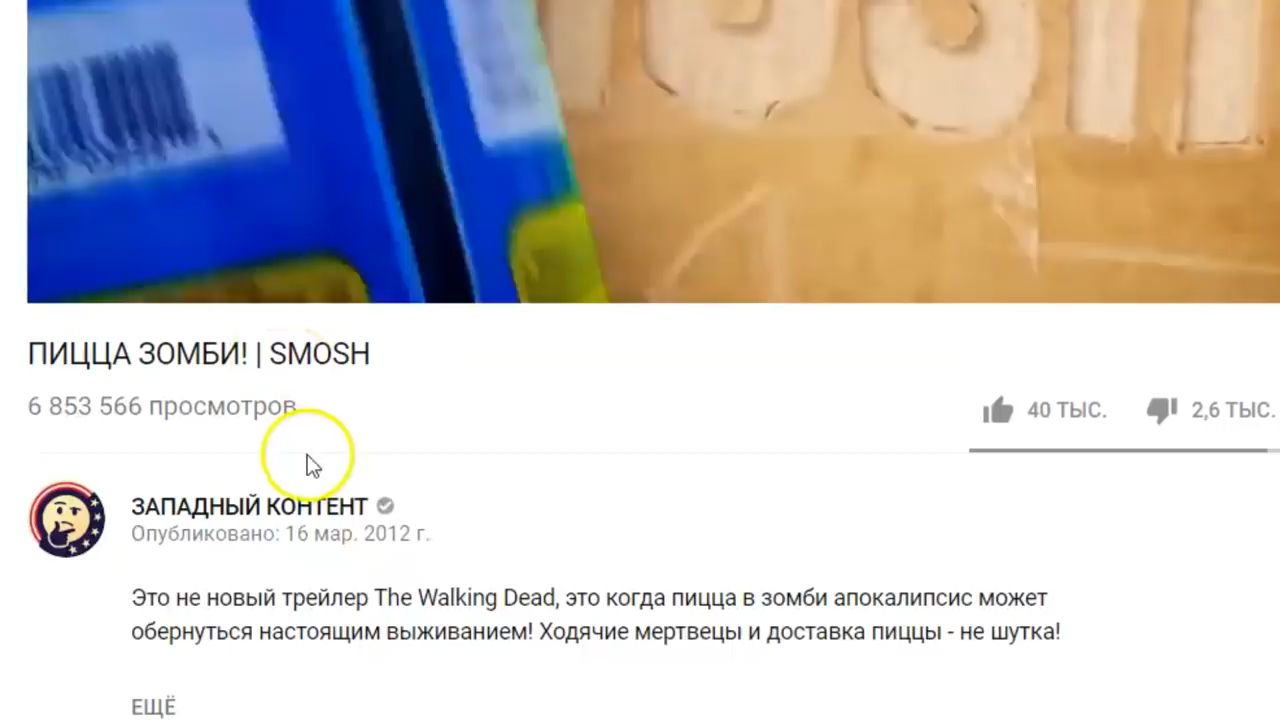 ПИЦЦА ЗОМБИ! | SMOSH
6 853 566 просмотров
40 ТЫС.
2,6 ТЫС.
ЗАПАДНЫЙ КОНТЕНТ
Опубликовано: 16 мар. 2012 г.
Это не новый трейлер The Walking Dead, это когда пицца в зомби апокалипсис может
обернуться настоящим выживанием! Ходячие мертвецы и доставка пиццы - не шутка!
ЕЩЁ